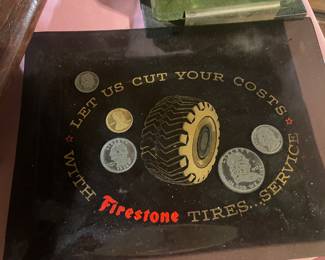 LET US CUT YOUR COSTS
WITH Firestone TIRES...SERVICE